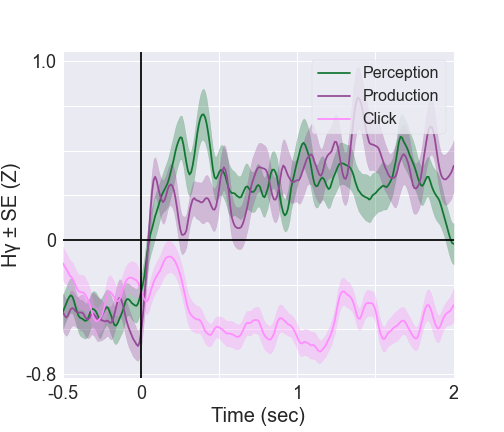 1.0
Perception
Production
Click
Hγ ± SE (Z)
0
-0.8
-0.5 0 1 2
Time (sec)